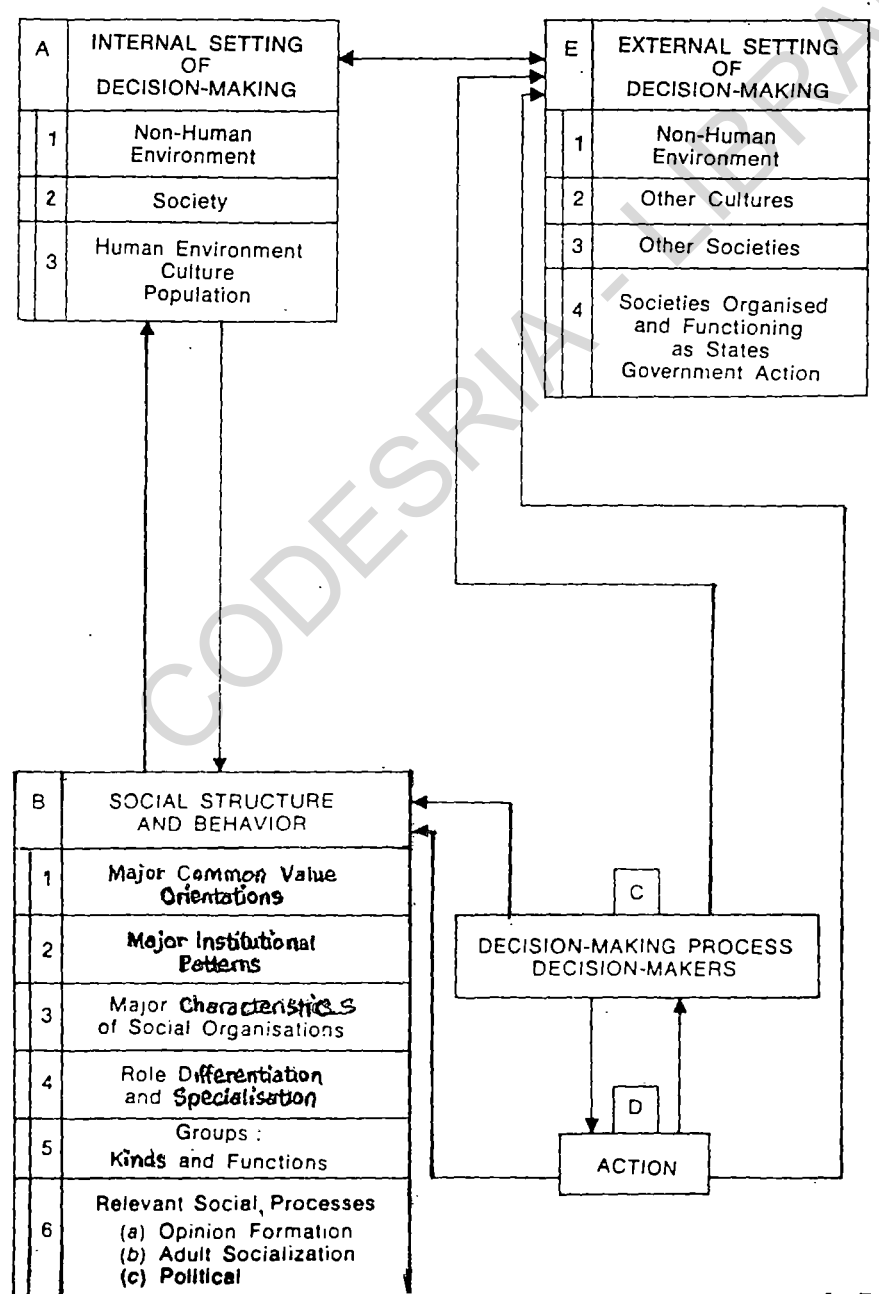 A
INTERNAL SETTING
OF
DECISION-MAKING
1
Non-Human
Environment
2
Society
3
Human Environment
Culture
Population
E
EXTERNAL SETTING
OF
DECISION-MAKING
1
Non-Human
Environment
2
Other Cultures
3
Other Societies
4
Societies Organised
and Functioning
as States
Government Action
B
SOCIAL STRUCTURE
AND BEHAVIOR
1
Major Common Value
Orientations
2
Major Institutional
Patterns
3
Major Characteristics
of Social Organisations
4
Role Differentiation
and Specialisation
5
Groups :
Kinds and Functions
6
Relevant Social Processes
(a) Opinion Formation
(b) Adult Socialization
(c) Political
C
DECISION-MAKING PROCESS
DECISION-MAKERS
D
ACTION
CODESRIA - LIBRA